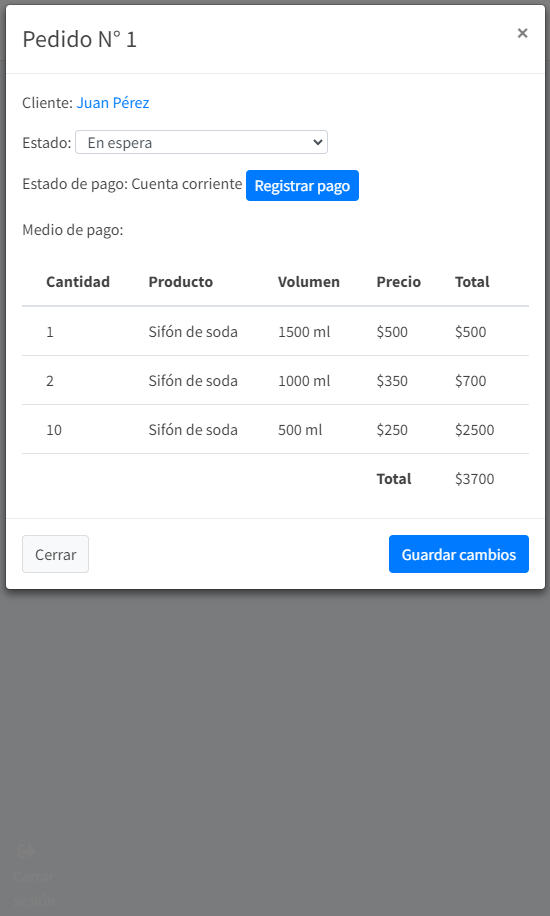 Pedido N° 1
×
Cliente: Juan Pérez
Estado: En espera
Estado de pago: Cuenta corriente Registrar pago
Medio de pago:
Cantidad Producto Volumen Precio Total
1 Sifón de soda 1500 ml $500 $500
2 Sifón de soda 1000 ml $350 $700
10 Sifón de soda 500 ml $250 $2500
Total $3700
Cerrar Guardar cambios
Cerrar
sesión